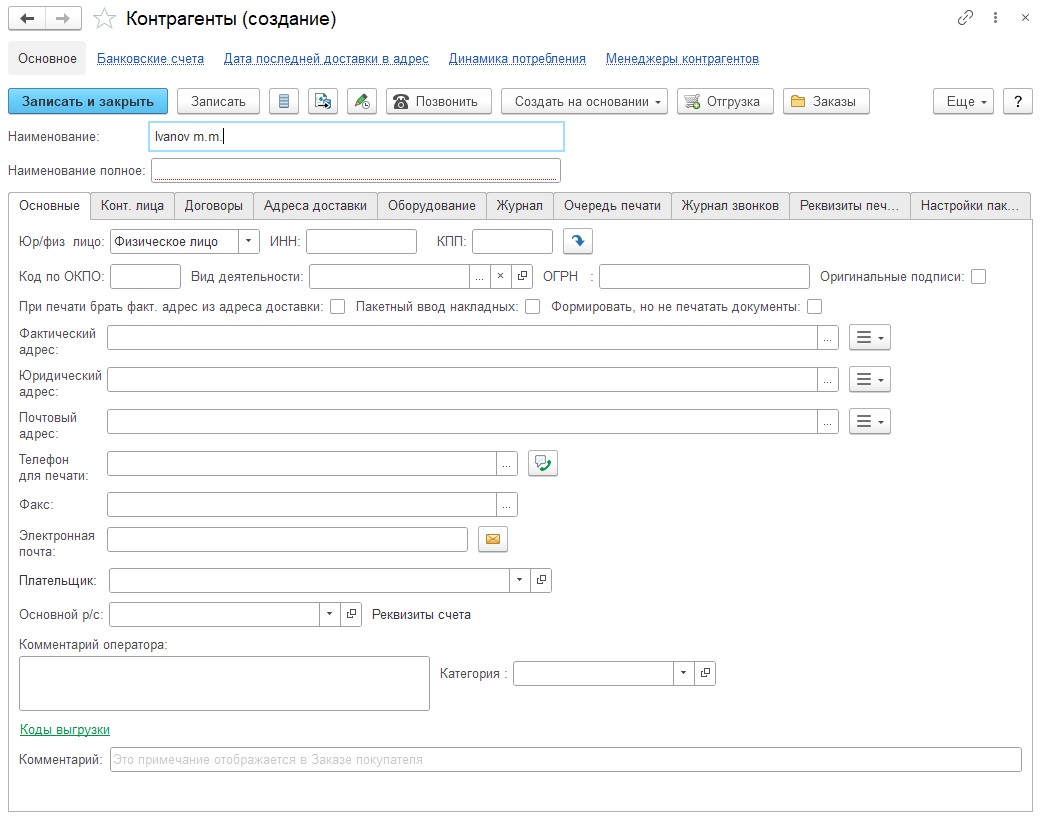 Контрагенты (создание)
Основное Банковские счета Дата последней доставки в адрес Динамика потребления Менеджеры контрагентов
Записать и закрыть Записать Позвонить Создать на основании Отгрузка Заказы Еще ?
Наименование: Ivanov m.m.
Наименование полное:
Основные Конт. лица Договоры Адреса доставки Оборудование Журнал Очередь печати Журнал звонков Реквизиты печ... Настройки пак...
Юр/физ лицо: Физическое лицо ИНН: КПП:
Код по ОКПО: Вид деятельности: ... × ОГРН : Оригинальные подписи:
При печати брать факт. адрес из адреса доставки: Пакетный ввод накладных: Формировать, но не печатать документы:
Фактический
адрес: ...
Юридический
адрес: ...
Почтовый
адрес: ...
Телефон
для печати: ...
Факс: ...
Электронная
почта:
Плательщик:
Основной р/с: Реквизиты счета
Комментарий оператора:
Категория :
Коды выгрузки
Комментарий: Это примечание отображается в Заказе покупателя